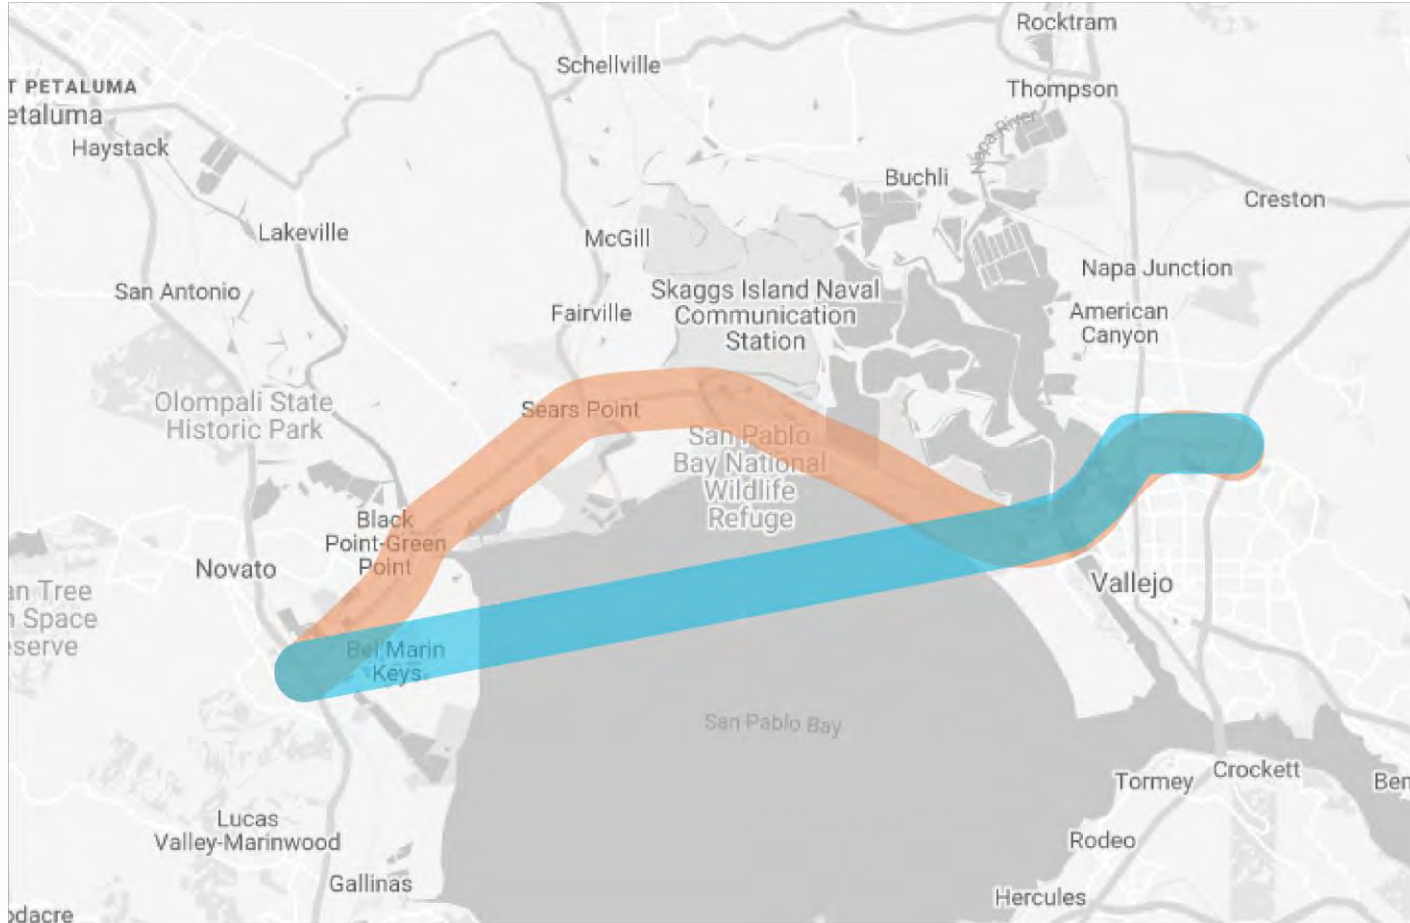 Rocktram
Schellville
T PETALUMA
etaluma
Thompson
Haystack
Napa River
Buchli
Creston
Lakeville
McGill
Napa Junction
San Antonio
Skaggs Island Naval
Communication
Station
Fairville
American
Canyon
Olompali State
Historic Park
Sears Point
San Pablo
Bay National
Wildlife
Refuge
Black
Point-Green
Point
Novato
Vallejo
an Tree
n Space
eserve
Bel Marin
Keys
San Pablo Bay
Tormey
Crockett
Ben
Lucas
Valley-Marinwood
Rodeo
Gallinas
Hercules
odacre